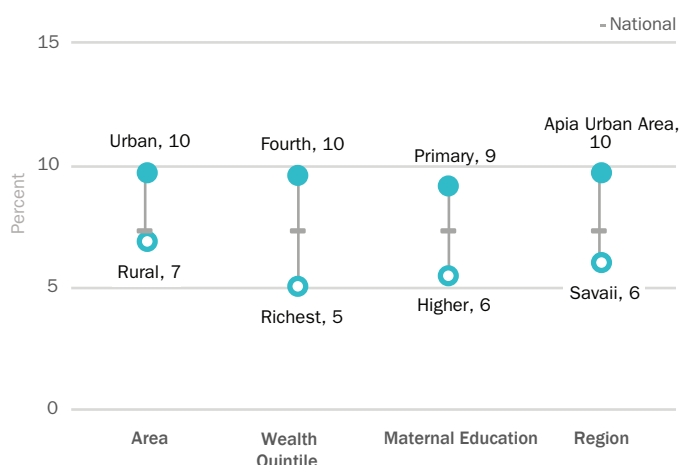 - National
15
Apia Urban Area,
10
Urban, 10
Fourth, 10
Primary, 9
10
Percent
Rural, 7
5
Richest, 5
Higher, 6
Savaii, 6
0
Area
Wealth
Quintile
Maternal Education
Region